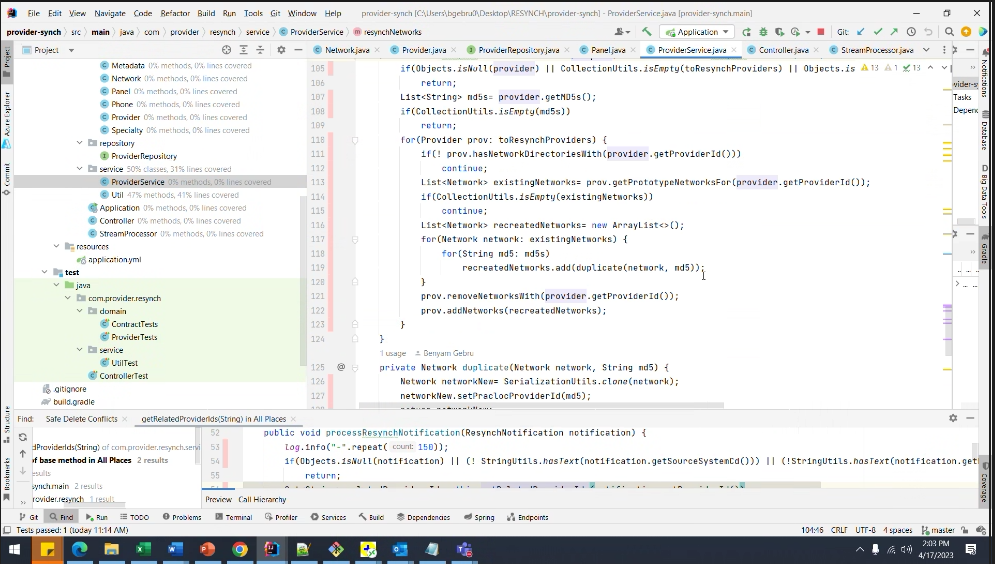 File Edit View Navigate Code Refactor Build Run Tools Git Window Help provider-synch [C:\Users\bgebru0\Desktop\RESYNCH\provider-synch] - ProviderService.java [provider-synch.main]
provider-synch src main java com provider resynch service ProviderService resynchNetworks Application Git:
Project
Network.java Provider.java ProviderRepository.java Panel.java ProviderService.java Controller.java StreamProcessor.java
Metadata 0% methods, 0% lines covered
Network 0% methods, 0% lines covered
Panel 0% methods, 0% lines covered
Phone 0% methods, 0% lines covered
Provider 0% methods, 0% lines covered
Specialty 0% methods, 0% lines covered
repository
ProviderRepository
service 50% classes, 31% lines covered
ProviderService 0% methods, 0% lines covered
Util 47% methods, 41% lines covered
Application 0% methods, 0% lines covered
Controller 0% methods, 0% lines covered
StreamProcessor 0% methods, 0% lines covered
resources
application.yml
test
java
com.provider.resynch
domain
ContractTests
ProviderTests
service
UtilTest
ControllerTest
.gitignore
build.gradle
105 if(Objects.isNull(provider) || CollectionUtils.isEmpty(toResynchProviders) || Objects.is 13 1 13
106 return;
107 List<String> md5s= provider.getMD5s();
108 if(CollectionUtils.isEmpty(md5s))
109 return;
110 for(Provider prov: toResynchProviders) {
111 if(! prov.hasNetworkDirectoriesWith(provider.getProviderId()))
112 continue;
113 List<Network> existingNetworks= prov.getPrototypeNetworksFor(provider.getProviderId());
114 if(CollectionUtils.isEmpty(existingNetworks))
115 continue;
116 List<Network> recreatedNetworks= new ArrayList<>();
117 for(Network network: existingNetworks) {
118 for(String md5: md5s)
119 recreatedNetworks.add(duplicate(network, md5));
120 }
121 prov.removeNetworksWith(provider.getProviderId());
122 prov.addNetworks(recreatedNetworks);
123 }
124 }
1 usage Benyam Gebru
125 @ private Network duplicate(Network network, String md5) {
126 Network networkNew= SerializationUtils.clone(network);
127 networkNew.setPraclocProviderId(md5);
Project
Azure Explorer
Commit
Structure
Bookmarks
Notifications
Database
Big Data Tools
Gradle
Coverage
Tasks
Find: Safe Delete Conflicts getRelatedProviderIds(String) in All Places
dProviderIds(String) of com.provider.resynch.servi
of base method in All Places 2 results
esults
synch.main 2 results
rovider.resynch 1 result
52 public void processResynchNotification(ResynchNotification notification) {
53 log.info("-".repeat( count: 150));
54 if(Objects.isNull(notification) || (! StringUtils.hasText(notification.getSourceSystemCd())) || (!StringUtils.hasText(notification.get
55 return;
Preview Call Hierarchy
Git Find Run TODO Problems Terminal Profiler Services Build Dependencies Spring Endpoints
Tests passed: 1 (today 11:14 AM) 104:46 CRLF UTF-8 4 spaces master
2:03 PM
4/17/2023